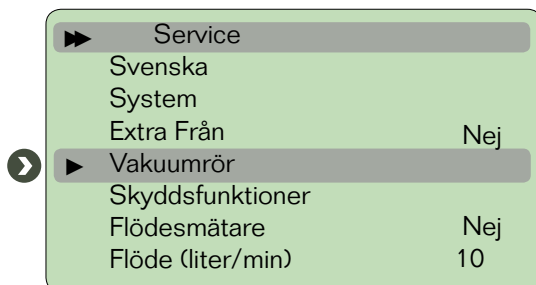 Service
Svenska
System
Extra Från Nej
Vakuumrör
Skyddsfunktioner
Flödesmätare Nej
Flöde (liter/min) 10